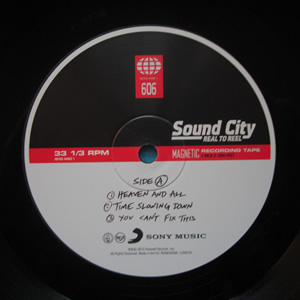 606
Sound City
REAL TO REEL
33 1/3 RPM
MAGNETIC RECORDING TAPE
SIDE A
1 HEAVEN AND ALL
2 TIME SLOWING DOWN
3 YOU CAN'T FIX THIS
SONY MUSIC